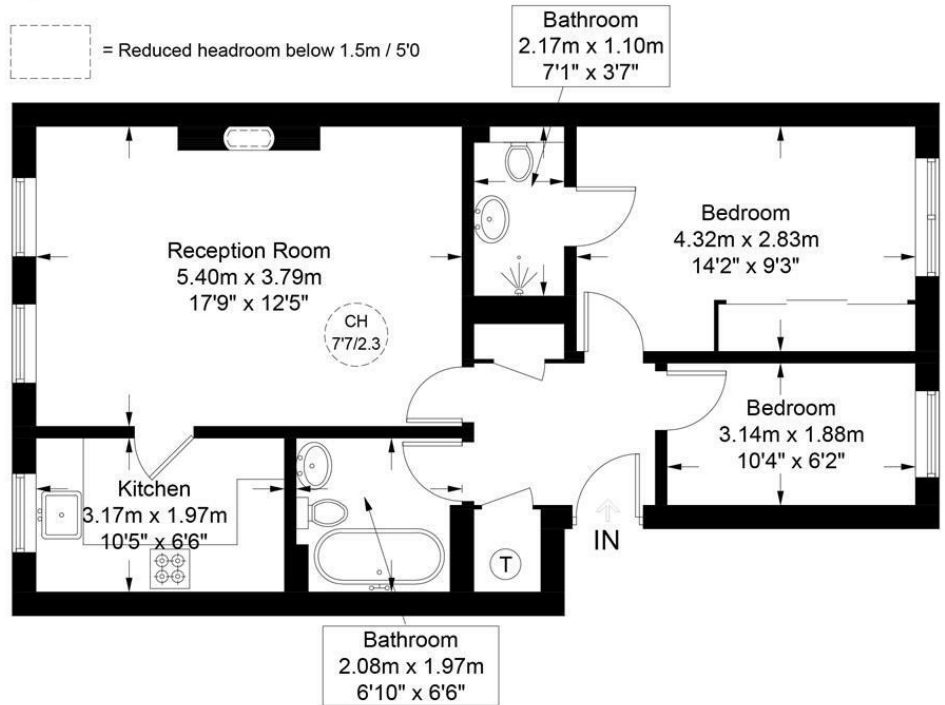 = Reduced headroom below 1.5m / 5'0
Bathroom
2.17m x 1.10m
7'1" x 3'7"
Reception Room
5.40m x 3.79m
17'9" x 12'5"
CH
7'7/2.3
Bedroom
4.32m x 2.83m
14'2" x 9'3"
Bedroom
3.14m x 1.88m
10'4" x 6'2"
Kitchen
3.17m x 1.97m
10'5" x 6'6"
T
IN
Bathroom
2.08m x 1.97m
6'10" x 6'6"